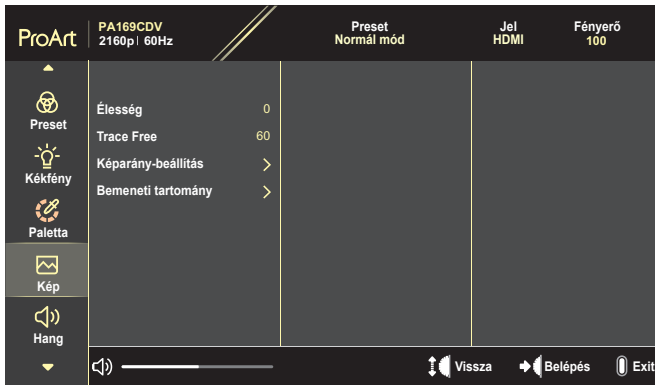 ProArt
PA169CDV
2160p | 60Hz
Preset
Normál mód
Jel
HDMI
Fényerő
100
Preset
Kékfény
Paletta
Kép
Hang
Élesség 0
Trace Free 60
Képarány-beállítás
Bemeneti tartomány
Vissza
Belépés
Exit